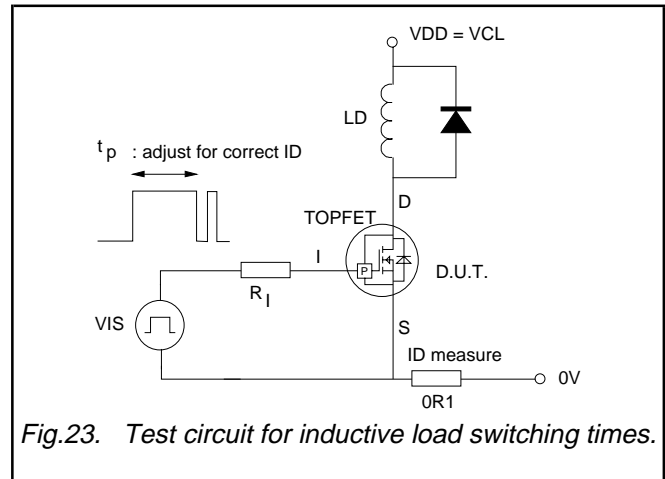 VDD = VCL
LD
t p : adjust for correct ID
D
TOPFET
I
P
D.U.T.
R I
VIS
S
ID measure
0V
0R1
Fig.23. Test circuit for inductive load switching times.